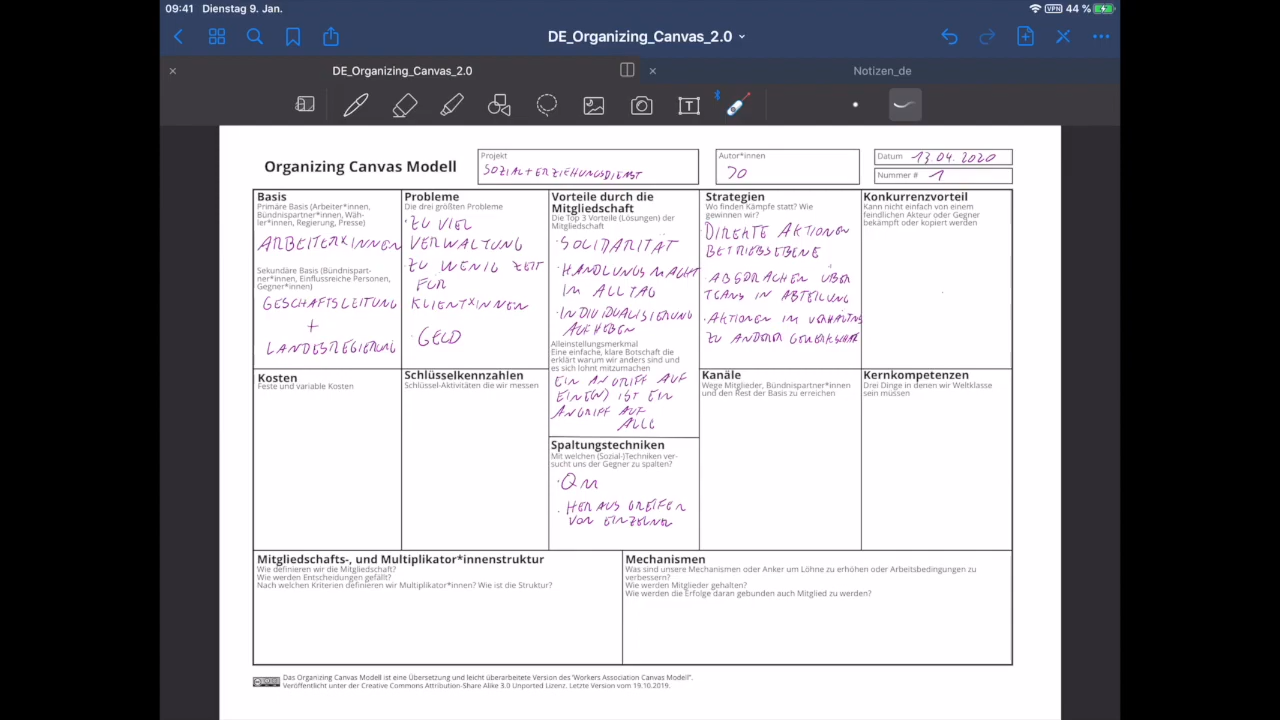 09:41 Dienstag 9. Jan.
VPN 44 %
DE_Organizing_Canvas_2.0
DE_Organizing_Canvas_2.0
Notizen_de
Organizing Canvas Modell
Projekt
SOZIAL + ERZIEHUNGSDIENST
Autor*innen
JO
Datum 13.04.2020
Nummer # 1
Basis
Primäre Basis (Arbeiter*innen,
Bündnispartner*innen, Wäh-
ler*innen, Regierung, Presse)
ARBEITER*INNEN
Sekundäre Basis (Bündnispart-
ner*innen, Einflussreiche Personen,
Gegner*innen)
GESCHÄFTSLEITUNG
+
LANDESREGIERUNG
Probleme
Die drei größten Probleme
· ZU VIEL
VERWALTUNG
· ZU WENIG ZEIT
FÜR
KLIENT*INNEN
· GELD
Vorteile durch die
Mitgliedschaft
Die Top 3 Vorteile (Lösungen) der
Mitgliedschaft
· SOLIDARITÄT
· HANDLUNGSMACHT
IM ALLTAG
· INDIVIDUALISIERUNG
AUFHEBEN
Alleinstellungsmerkmal
Eine einfache, klare Botschaft die
erklärt warum wir anders sind und
es sich lohnt mitzumachen
EIN ANGRIFF AUF
EINE(N) IST EIN
ANGRIFF AUF
ALLE
Spaltungstechniken
Mit welchen (Sozial-)Techniken ver-
sucht uns der Gegner zu spalten?
· QM
· HERAUSGREIFEN
VON EINZELNEN
Strategien
Wo finden Kämpfe statt? Wie
gewinnen wir?
· DIREKTE AKTIONEN
BETRIEBSEBENE
· ABSPRACHEN ÜBER
TEAMS IN ABTEILUNG
· AKTIONEN IM VERHÄLTNIS
ZU ANDERER GEWERKSCHAFT
Konkurrenzvorteil
Kann nicht einfach von einem
feindlichen Akteur oder Gegner
bekämpft oder kopiert werden
Kosten
Feste und variable Kosten
Schlüsselkennzahlen
Schlüssel-Aktivitäten die wir messen
Kanäle
Wege Mitglieder, Bündnispartner*innen
und den Rest der Basis zu erreichen
Kernkompetenzen
Drei Dinge in denen wir Weltklasse
sein müssen
Mitgliedschafts-, und Multiplikator*innenstruktur
Wie definieren wir die Mitgliedschaft?
Wie werden Entscheidungen gefällt?
Nach welchen Kriterien definieren wir Multiplikator*innen? Wie ist die Struktur?
Mechanismen
Was sind unsere Mechanismen oder Anker um Löhne zu erhöhen oder Arbeitsbedingungen zu
verbessern?
Wie werden Mitglieder gehalten?
Wie werden die Erfolge daran gebunden auch Mitglied zu werden?
Das Organizing Canvas Modell ist eine Übersetzung und leicht überarbeitete Version des "Workers Association Canvas Modell".
Veröffentlicht unter der Creative Commons Attribution-Share Alike 3.0 Unported Lizenz. Letzte Version vom 19.10.2019.